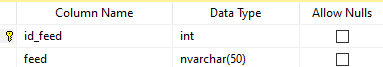 Column Name Data Type Allow Nulls
id_feed int
feed nvarchar(50)